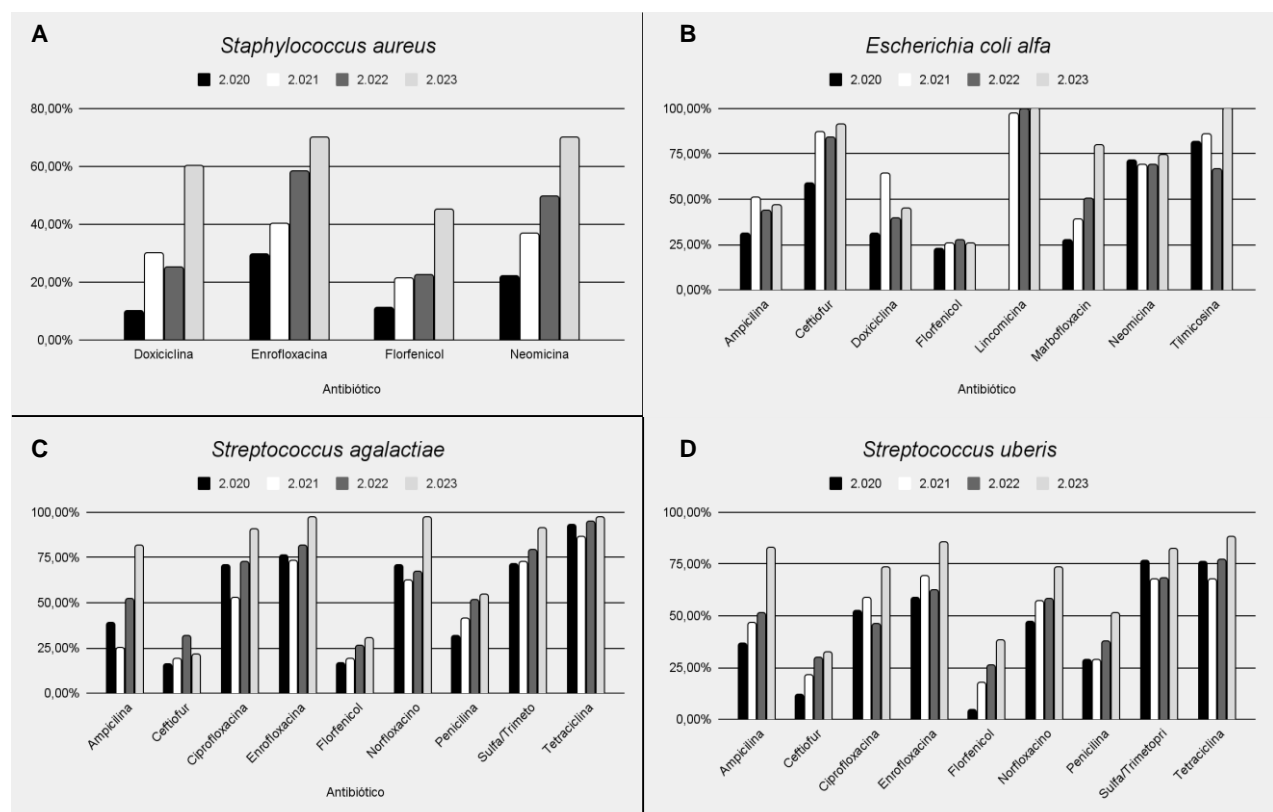 A
Staphylococcus aureus
2.020 2.021 2.022 2.023
80,00%
60,00%
40,00%
20,00%
0,00%
Doxiciclina Enrofloxacina Florfenicol Neomicina
Antibiótico
B
Escherichia coli alfa
2.020 2.021 2.022 2.023
100,00%
75,00%
50,00%
25,00%
0,00%
Ampicilina Ceftiofur Doxiciclina Florfenicol Lincomicina Marbofloxacin Neomicina Tilmicosina
Antibiótico
C
Streptococcus agalactiae
2.020 2.021 2.022 2.023
100,00%
75,00%
50,00%
25,00%
0,00%
Ampicilina Ceftiofur Ciprofloxacina Enrofloxacina Florfenicol Norfloxacino Penicilina Sulfa/Trimeto Tetraciclina
Antibiótico
D
Streptococcus uberis
2.020 2.021 2.022 2.023
100,00%
75,00%
50,00%
25,00%
0,00%
Ampicilina Ceftiofur Ciprofloxacina Enrofloxacina Florfenicol Norfloxacino Penicilina Sulfa/Trimetopri Tetraciclina